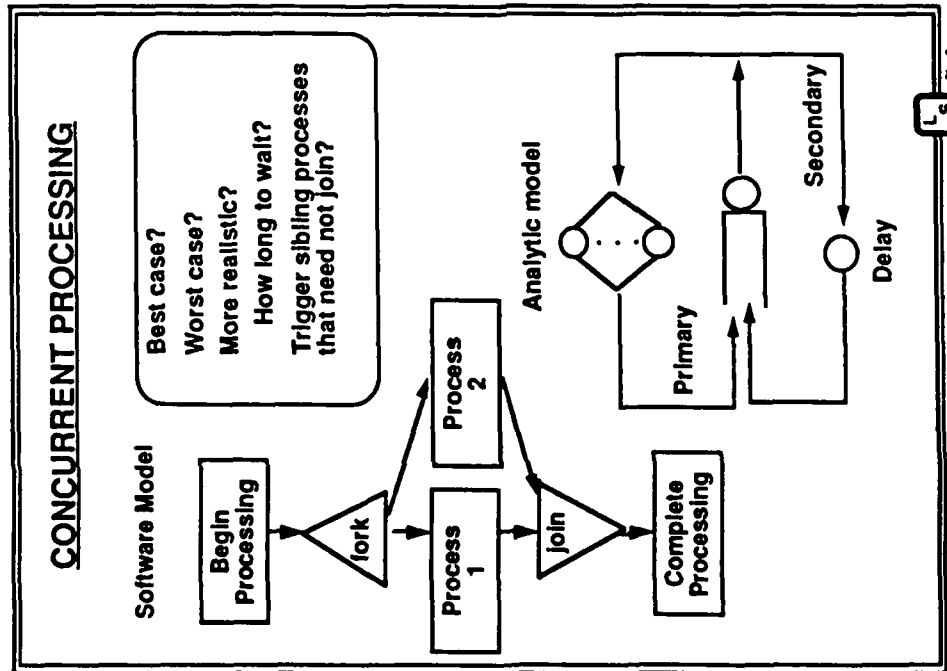 CONCURRENT PROCESSING
Software Model
Begin
Processing
fork
Process
1
Process
2
join
Complete
Processing
Best case?
Worst case?
More realistic?
How long to wait?
Trigger sibling processes
that need not join?
Analytic model
Primary
Secondary
Delay
L
S